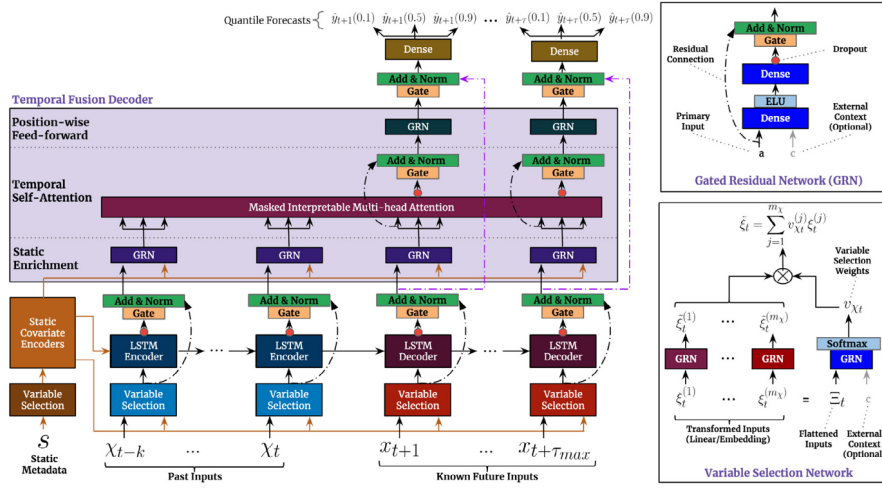 Quantile Forecasts
ŷt+1(0.1) ŷt+1(0.5) ŷt+1(0.9) ... ŷt+τ(0.1) ŷt+τ(0.5) ŷt+τ(0.9)
Dense Dense
Add & Norm Add & Norm
Gate Gate
Temporal Fusion Decoder
Position-wise
Feed-forward
GRN GRN
Add & Norm Add & Norm
Gate Gate
Temporal
Self-Attention
Masked Interpretable Multi-head Attention
Static
Enrichment
GRN GRN GRN GRN
Add & Norm Add & Norm Add & Norm Add & Norm
Gate Gate Gate Gate
Static
Covariate
Encoders
LSTM
Encoder
...
LSTM
Encoder
LSTM
Decoder
...
LSTM
Decoder
Variable
Selection
Variable
Selection
Variable
Selection
Variable
Selection
Variable
Selection
s
Static
Metadata
χt−k ... χt
Past Inputs
xt+1 ... xt+τmax
Known Future Inputs
Add & Norm
Gate
Residual
Connection
Dropout
Dense
ELU
Dense
Primary
Input
External
Context
(Optional)
a c
Gated Residual Network (GRN)
ξ̃t = ∑ j=1 mχ vχt(j) ξ̃t(j)
Variable
Selection
Weights
⊗
vχt
ξ̃t(1) ... ξ̃t(mχ)
Softmax
GRN ... GRN GRN
ξt(1) ... ξt(mχ) = Ξt c
Transformed Inputs
(Linear/Embedding)
Flattened
Inputs
External
Context
(Optional)
Variable Selection Network